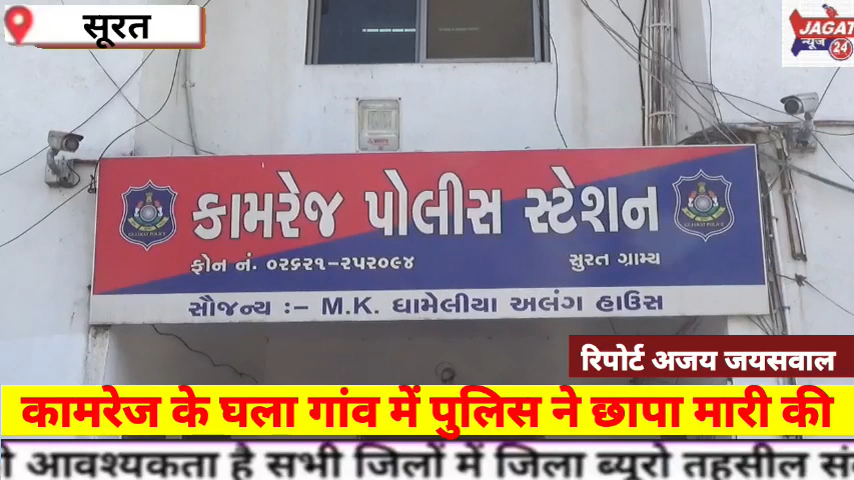 सूरत
JAGAT
न्यूज 24
કામરેજ પોલીસ સ્ટેશન
ફોન નં. ૦૨૬૨૧-૨૫૨૦૯૪
સુરત ગ્રામ્ય
સૌજન્ય :- M.K. ધામેલીયા અલંગ હાઉસ
रिपोर्ट अजय जयसवाल
कामरेज के घला गांव में पुलिस ने छापा मारी की
आवश्यकता है सभी जिलों में जिला ब्यूरो तहसील